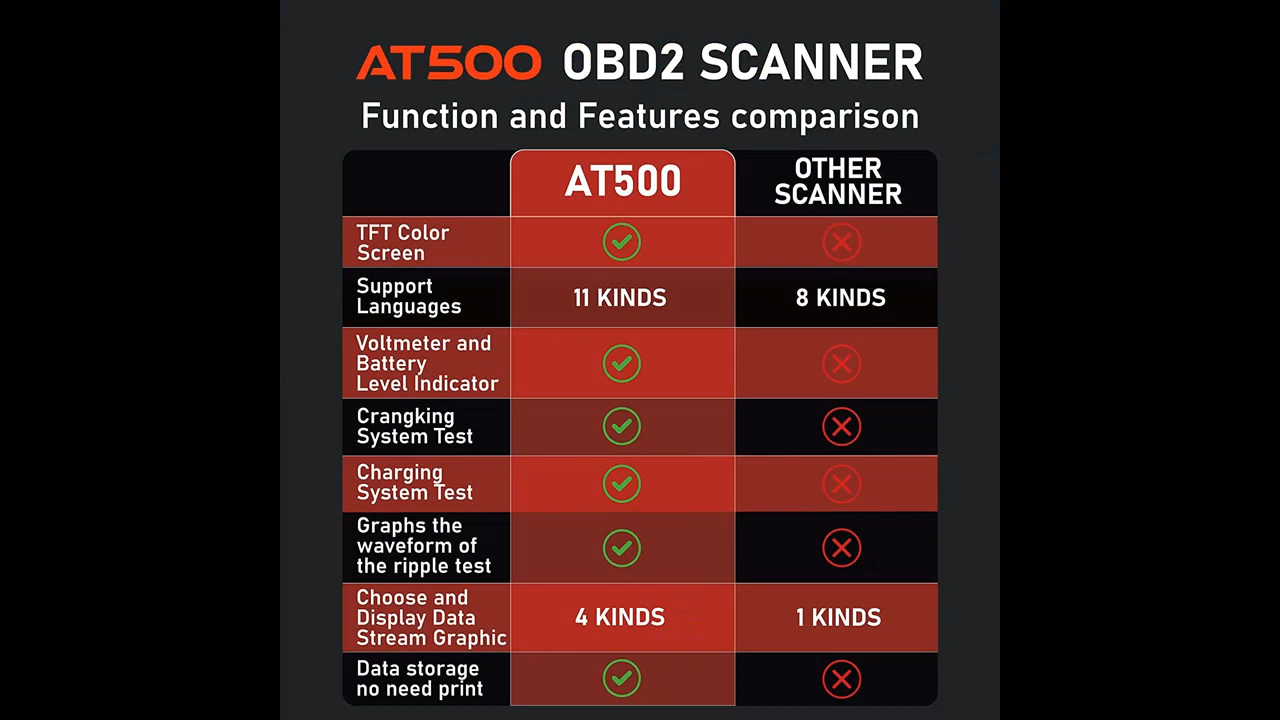 AT500 OBD2 SCANNER
Function and Features comparison
AT500
OTHER
SCANNER
TFT Color
Screen
Support
Languages
11 KINDS
8 KINDS
Voltmeter and
Battery
Level Indicator
Crangking
System Test
Charging
System Test
Graphs the
waveform of
the ripple test
Choose and
Display Data
Stream Graphic
4 KINDS
1 KINDS
Data storage
no need print